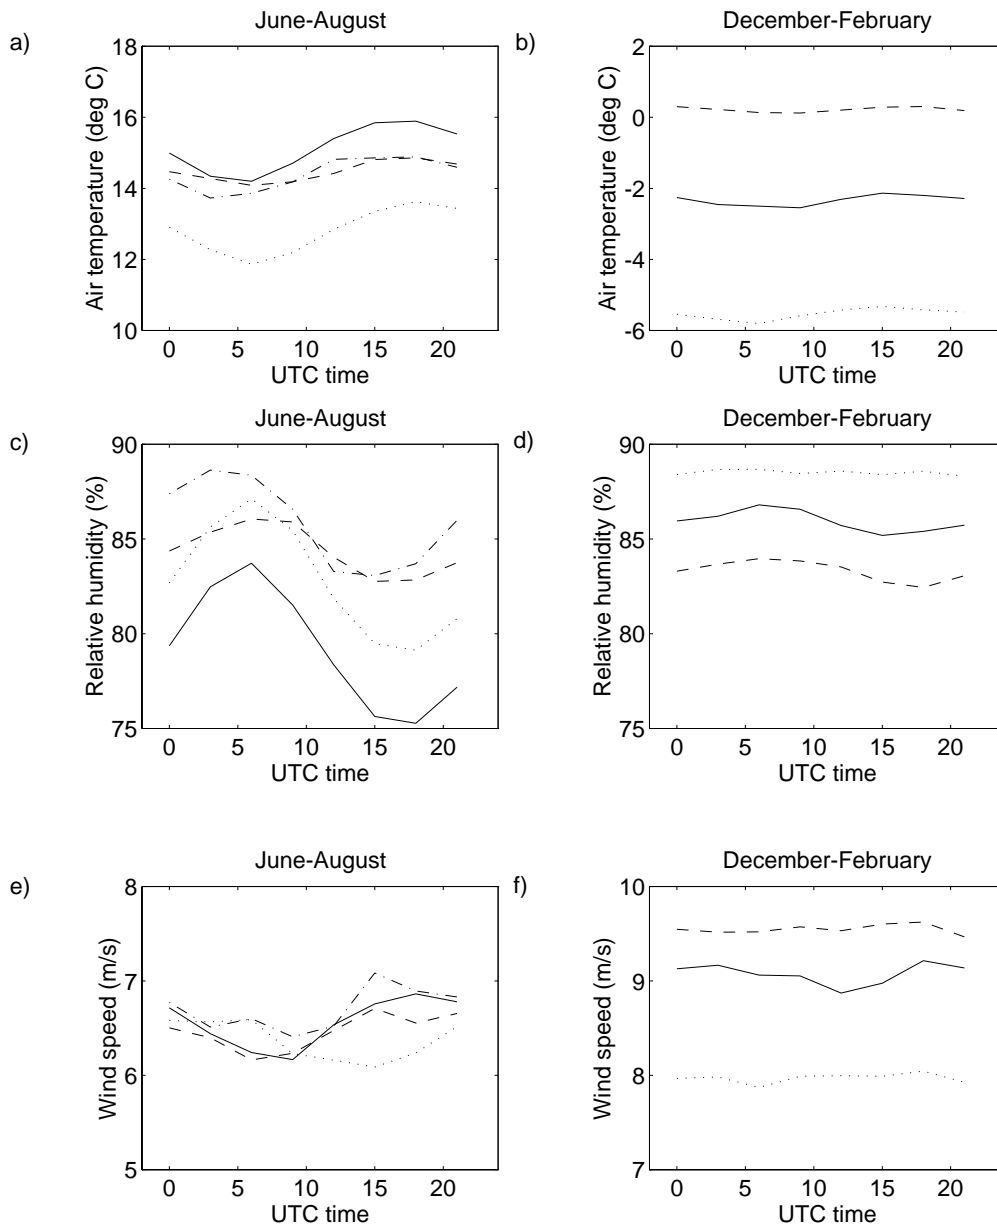 a)
June-August
Air temperature (deg C)
18
16
14
12
10
0 5 10 15 20
UTC time
b)
December-February
Air temperature (deg C)
2
0
-2
-4
-6
0 5 10 15 20
UTC time
c)
June-August
Relative humidity (%)
90
85
80
75
0 5 10 15 20
UTC time
d)
December-February
Relative humidity (%)
90
85
80
75
0 5 10 15 20
UTC time
e)
June-August
Wind speed (m/s)
8
7
6
5
0 5 10 15 20
UTC time
f)
December-February
Wind speed (m/s)
10
9
8
7
0 5 10 15 20
UTC time